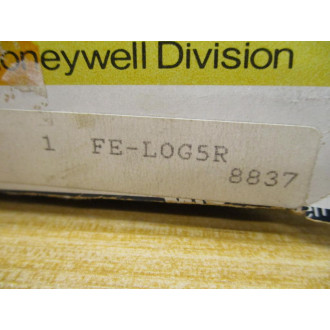 oneywell Division
1 FE-LOG5R
8837